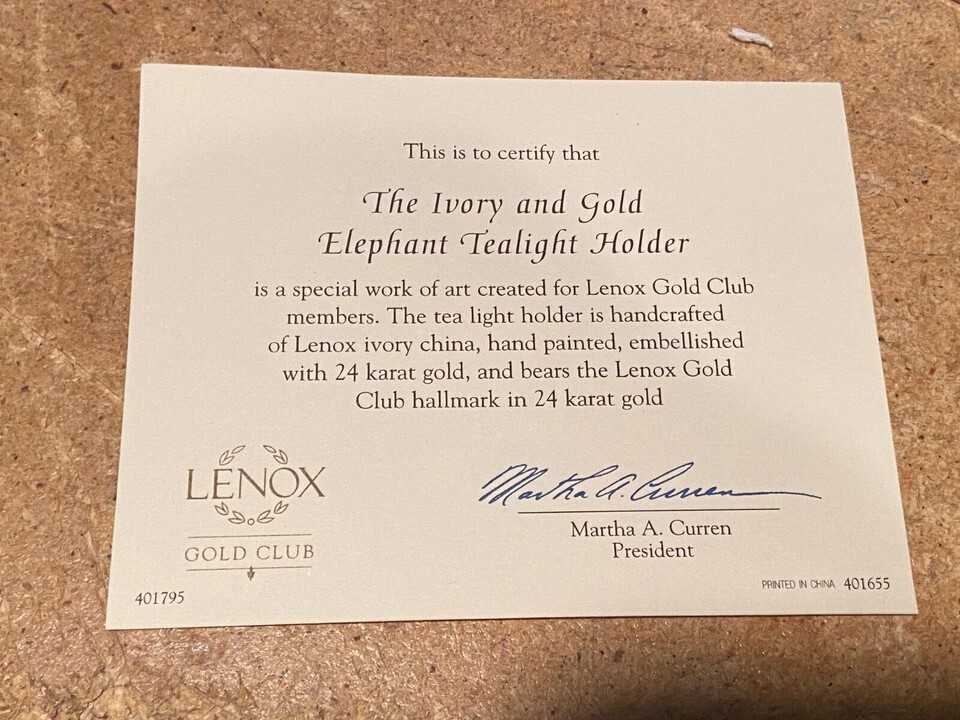 This is to certify that
The Ivory and Gold
Elephant Tealight Holder
is a special work of art created for Lenox Gold Club
members. The tea light holder is handcrafted
of Lenox ivory china, hand painted, embellished
with 24 karat gold, and bears the Lenox Gold
Club hallmark in 24 karat gold
LENOX
GOLD CLUB
401795
Martha A. Curren
Martha A. Curren
President
PRINTED IN CHINA 401655